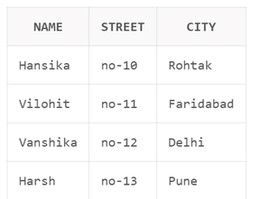 NAME STREET CITY
Hansika no-10 Rohtak
Vilohit no-11 Faridabad
Vanshika no-12 Delhi
Harsh no-13 Pune